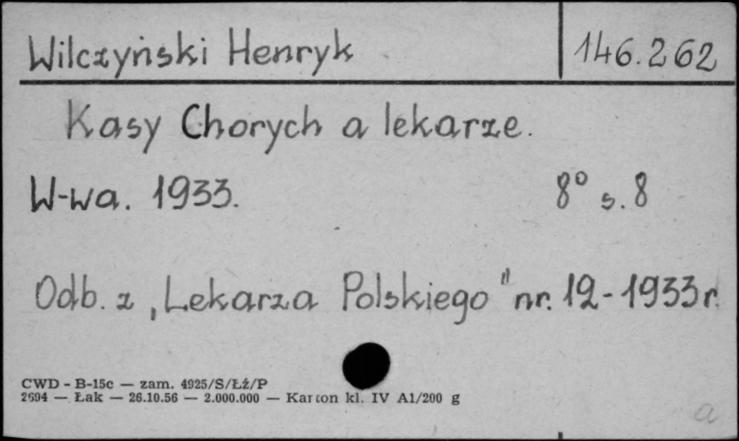 Wilczyński Henryk 146.262
Kasy Chorych a lekarze.
W-wa. 1933. 8° s. 8
Odb. z „Lekarza Polskiego" nr. 12-1933 r.
CWD - B-15c — zam. 4925/S/Łź/P
2694 — Łak — 26.10.56 — 2.000.000 — Karton kl. IV A1/200 g
a